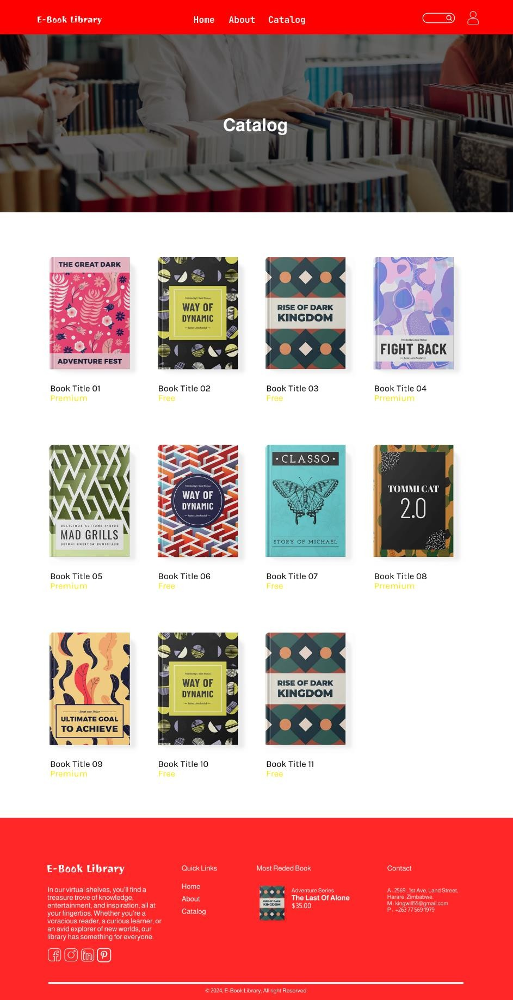 E-Book Library
Home About Catalog
Catalog
THE GREAT DARK
ADVENTURE FEST
Published by E. David Thomas
WAY OF
DYNAMIC
Author : John Marshal
RISE OF DARK
KINGDOM
Published by E. David Thomas
FIGHT BACK
Author : John Marshal
Book Title 01
Premium
Book Title 02
Free
Book Title 03
Free
Book Title 04
Prremium
DELICIOUS ACTIONS INSIDE
MAD GRILLS
DELICIOUS ACTIONS INSIDE
Published by E. David Thomas
WAY OF
DYNAMIC
Author : John Marshal
• CLASSO •
STORY OF MICHAEL
TOMMI CAT
2.0
Book Title 05
Premium
Book Title 06
Free
Book Title 07
Free
Book Title 08
Prremium
Boost your Power
ULTIMATE GOAL
TO ACHIEVE
Published by E. David Thomas
WAY OF
DYNAMIC
Author : John Marshal
RISE OF DARK
KINGDOM
Book Title 09
Premium
Book Title 10
Free
Book Title 11
Free
E-Book Library
In our virtual shelves, you'll find a
treasure trove of knowledge,
entertainment, and inspiration, all at
your fingertips. Whether you're a
voracious reader, a curious learner, or
an avid explorer of new worlds, our
library has something for everyone.
Quick Links
Home
About
Catalog
Most Reded Book
RISE OF DARK
KINGDOM
Adventure Series
The Last Of Alone
$35.00
Contact
A : 2569 , 1st Ave, Land Street,
Harare, Zimbabwe.
M : kingwill55@gmail.com
P : +263 77 569 1979
© 2024, E-Book Library, All right Reserved.